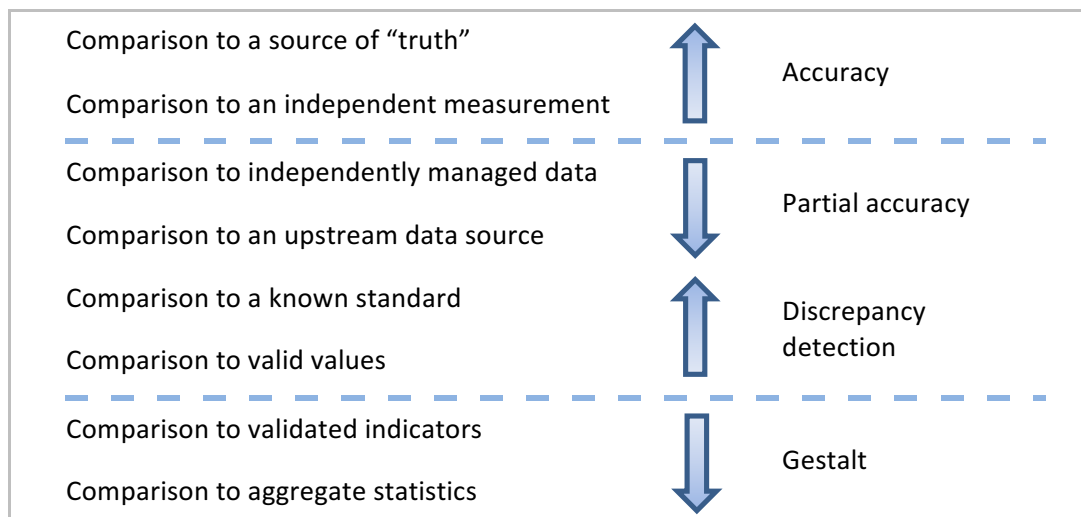 Comparison to a source of “truth”
Comparison to an independent measurement
Accuracy
Comparison to independently managed data
Comparison to an upstream data source
Partial accuracy
Comparison to a known standard
Comparison to valid values
Discrepancy
detection
Comparison to validated indicators
Comparison to aggregate statistics
Gestalt